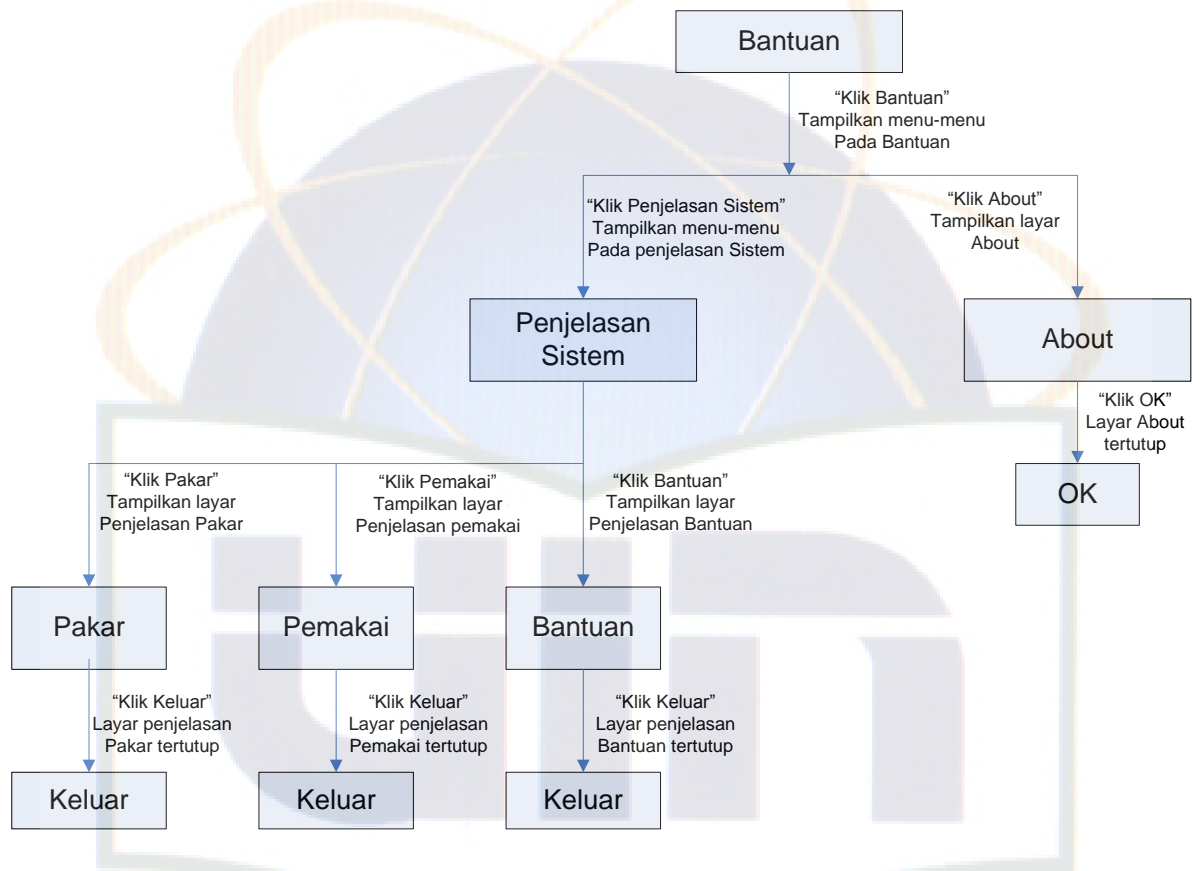 Bantuan
“Klik Bantuan”
Tampilkan menu-menu
Pada Bantuan
“Klik Penjelasan Sistem”
Tampilkan menu-menu
Pada penjelasan Sistem
“Klik About”
Tampilkan layar
About
Penjelasan
Sistem
About
“Klik OK”
Layar About
tertutup
OK
“Klik Pakar”
Tampilkan layar
Penjelasan Pakar
“Klik Pemakai”
Tampilkan layar
Penjelasan pemakai
“Klik Bantuan”
Tampilkan layar
Penjelasan Bantuan
Pakar
Pemakai
Bantuan
“Klik Keluar”
Layar penjelasan
Pakar tertutup
“Klik Keluar”
Layar penjelasan
Pemakai tertutup
“Klik Keluar”
Layar penjelasan
Bantuan tertutup
Keluar
Keluar
Keluar